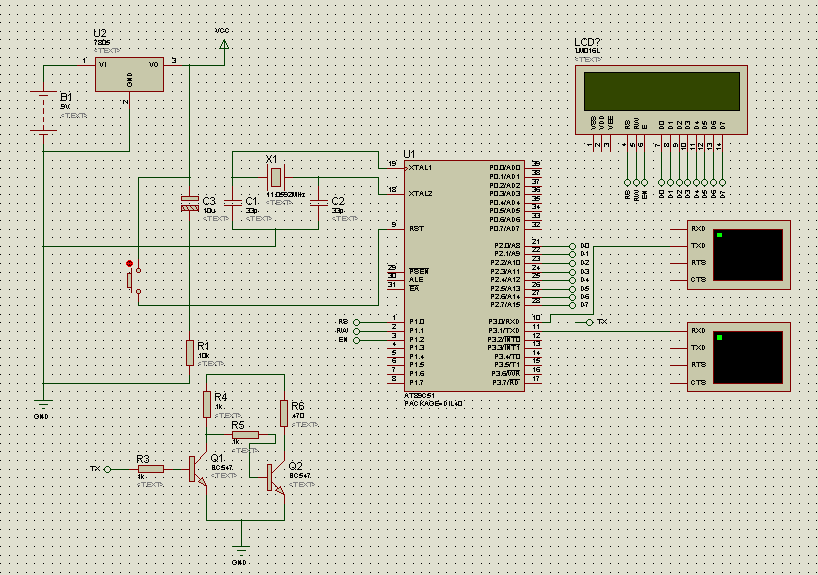 U2
7805
<TEXT>
1
VI
VO
3
GND
2
VCC
B1
9V
<TEXT>
LCD?
LM016L
<TEXT>
VSS
VDD
VEE
RS
RW
E
D0
D1
D2
D3
D4
D5
D6
D7
1
2
3
4
5
6
7
8
9
10
11
12
13
14
RS
RW
EN
D0
D1
D2
D3
D4
D5
D6
D7
X1
11.0592MHz
C3
10u
<TEXT>
C1
33p
C2
33p
<TEXT>
U1
19
XTAL1
18
XTAL2
9
RST
29
PSEN
30
ALE
31
EA
RS
1
P1.0
RW
2
P1.1
EN
3
P1.2
4
P1.3
5
P1.4
6
P1.5
7
P1.6
8
P1.7
P0.0/AD0
39
P0.1/AD1
38
P0.2/AD2
37
P0.3/AD3
36
P0.4/AD4
35
P0.5/AD5
34
P0.6/AD6
33
P0.7/AD7
32
P2.0/A8
21
D0
P2.1/A9
22
D1
P2.2/A10
23
D2
P2.3/A11
24
D3
P2.4/A12
25
D4
P2.5/A13
26
D5
P2.6/A14
27
D6
P2.7/A15
28
D7
P3.0/RXD
10
P3.1/TXD
11
P3.2/INT0
12
P3.3/INT1
13
P3.4/T0
14
P3.5/T1
15
P3.6/WR
16
P3.7/RD
17
TX
AT89C51
PACKAGE=DIL40
RXD
TXD
RTS
CTS
RXD
TXD
RTS
CTS
GND
R1
10k
<TEXT>
R4
1k
<TEXT>
R6
470
<TEXT>
R5
1k
<TEXT>
TX
R3
1k
<TEXT>
Q1
BC547
<TEXT>
Q2
BC547
<TEXT>
GND